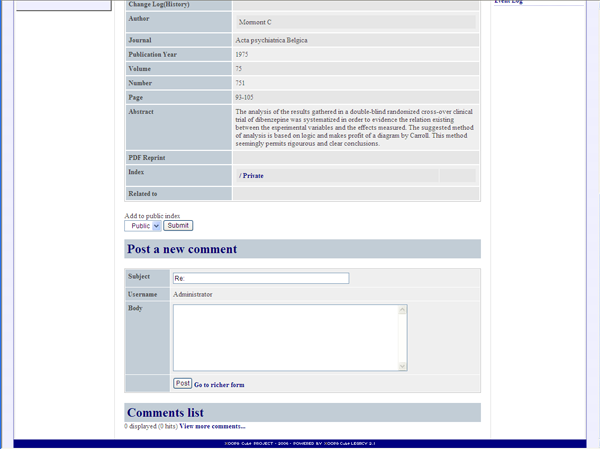 Event Log
Change Log(History)
Author Mormont C
Journal Acta psychiatrica Belgica
Publication Year 1975
Volume 75
Number 751
Page 93-105
Abstract The analysis of the results gathered in a double-blind randomized cross-over clinical
trial of dibenzepine was systematized in order to evidence the relation existing
between the experimental variables and the effects measured. The suggested method
of analysis is based on logic and makes profit of a diagram by Carroll. This method
seemingly permits rigourous and clear conclusions.
PDF Reprint
Index / Private
Related to
Add to public index
Public Submit
Post a new comment
Subject Re:
Username Administrator
Body
Post Go to richer form
Comments list
0 displayed (0 hits) View more comments...
XOOPS Cube PROJECT - 2006 - POWERED BY XOOPS Cube LEGACY 2.1